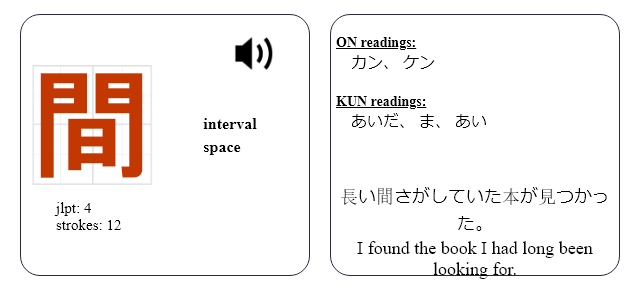 間
interval
space
jlpt: 4
strokes: 12
ON readings:
カン、 ケン
KUN readings:
あいだ、 ま、 あい
長い間さがしていた本が見つかっ
た。
I found the book I had long been
looking for.